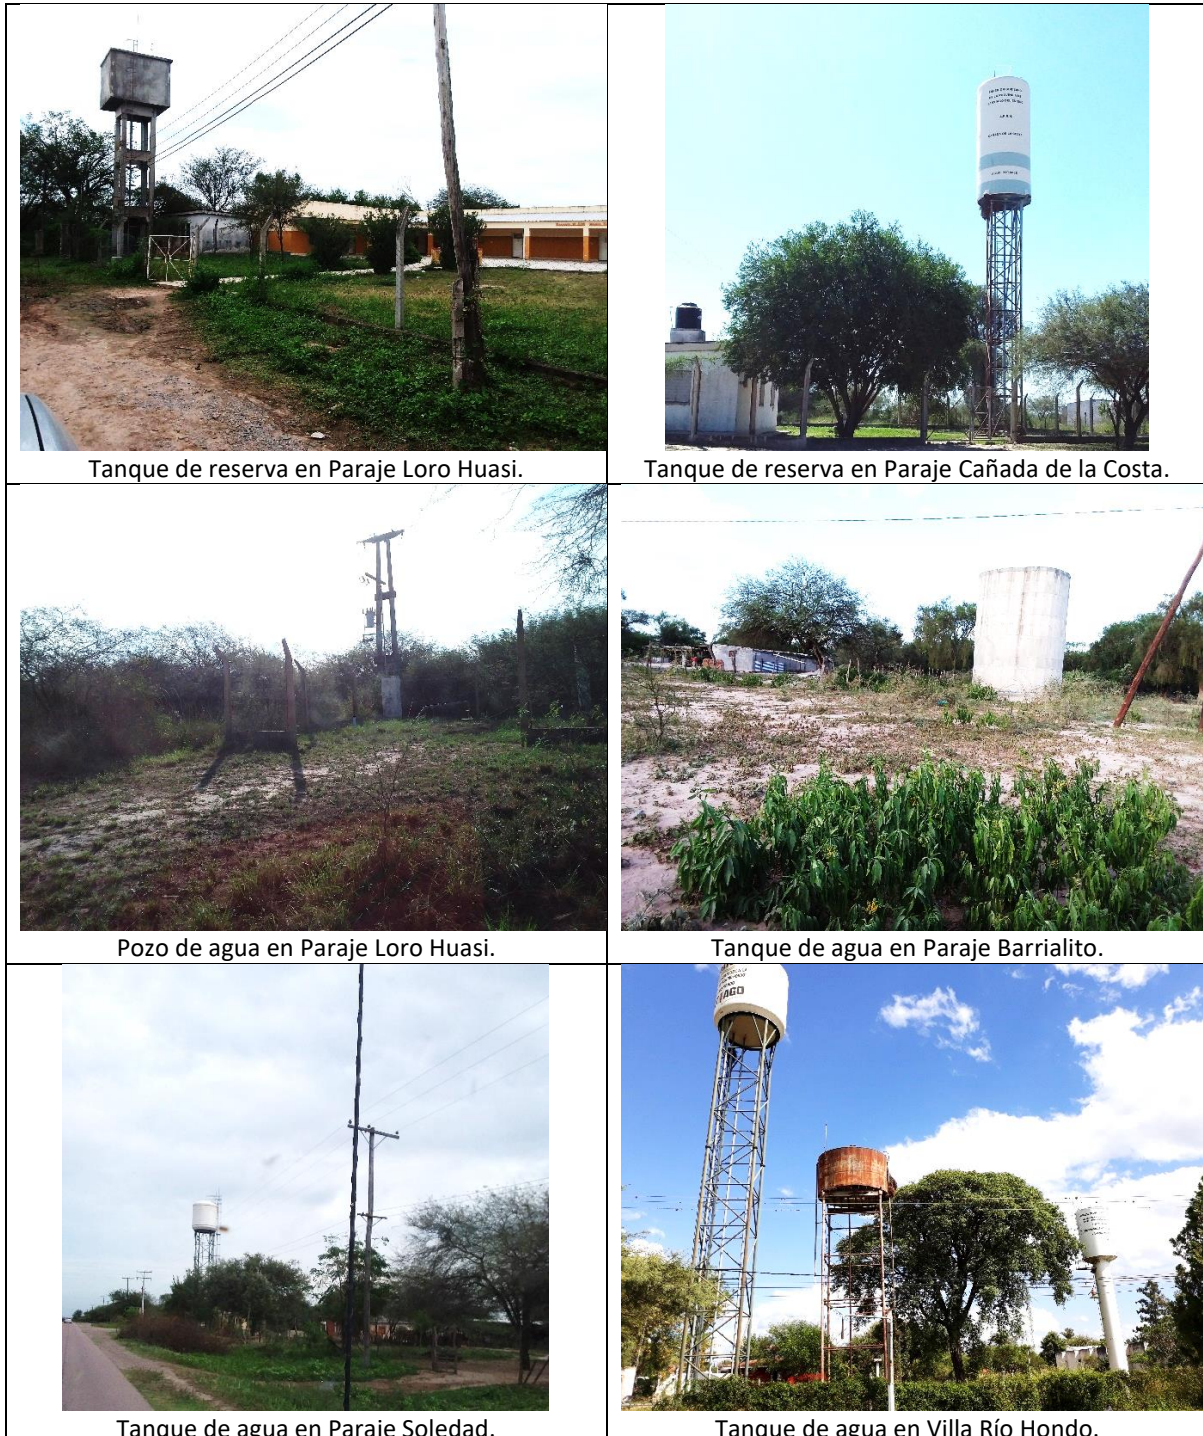 Tanque de reserva en Paraje Loro Huasi.
Tanque de reserva en Paraje Cañada de la Costa.
Pozo de agua en Paraje Loro Huasi.
Tanque de agua en Paraje Barrialito.
AGO
Tanque de agua en Paraje Soledad.
Tanque de agua en Villa Río Hondo.